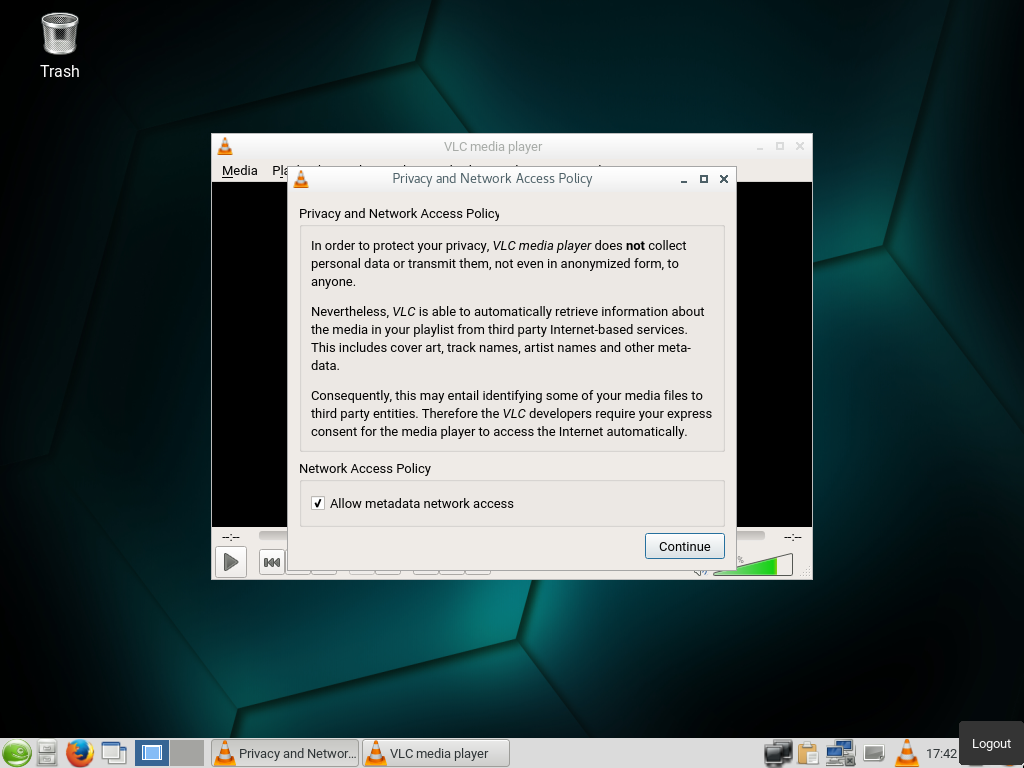 Trash
VLC media player
Media
Privacy and Network Access Policy
Privacy and Network Access Policy
In order to protect your privacy, VLC media player does not collect
personal data or transmit them, not even in anonymized form, to
anyone.
Nevertheless, VLC is able to automatically retrieve information about
the media in your playlist from third party Internet-based services.
This includes cover art, track names, artist names and other meta-
data.
Consequently, this may entail identifying some of your media files to
third party entities. Therefore the VLC developers require your express
consent for the media player to access the Internet automatically.
Network Access Policy
Allow metadata network access
--:-- --:--
Continue
%
Privacy and Networ... VLC media player 17:42 Logout